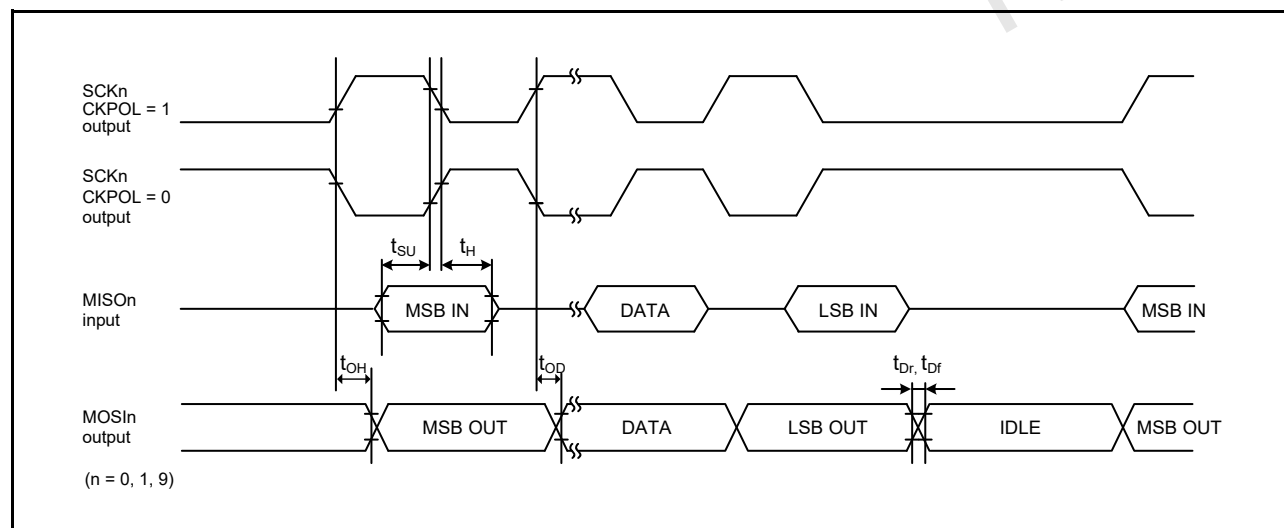 SCKn
CKPOL = 1
output
SCKn
CKPOL = 0
output
tSU
tH
MISOn
input
MSB IN
DATA
LSB IN
MSB IN
tOH
tOD
tDr, tDf
MOSIn
output
MSB OUT
DATA
LSB OUT
IDLE
MSB OUT
(n = 0, 1, 9)